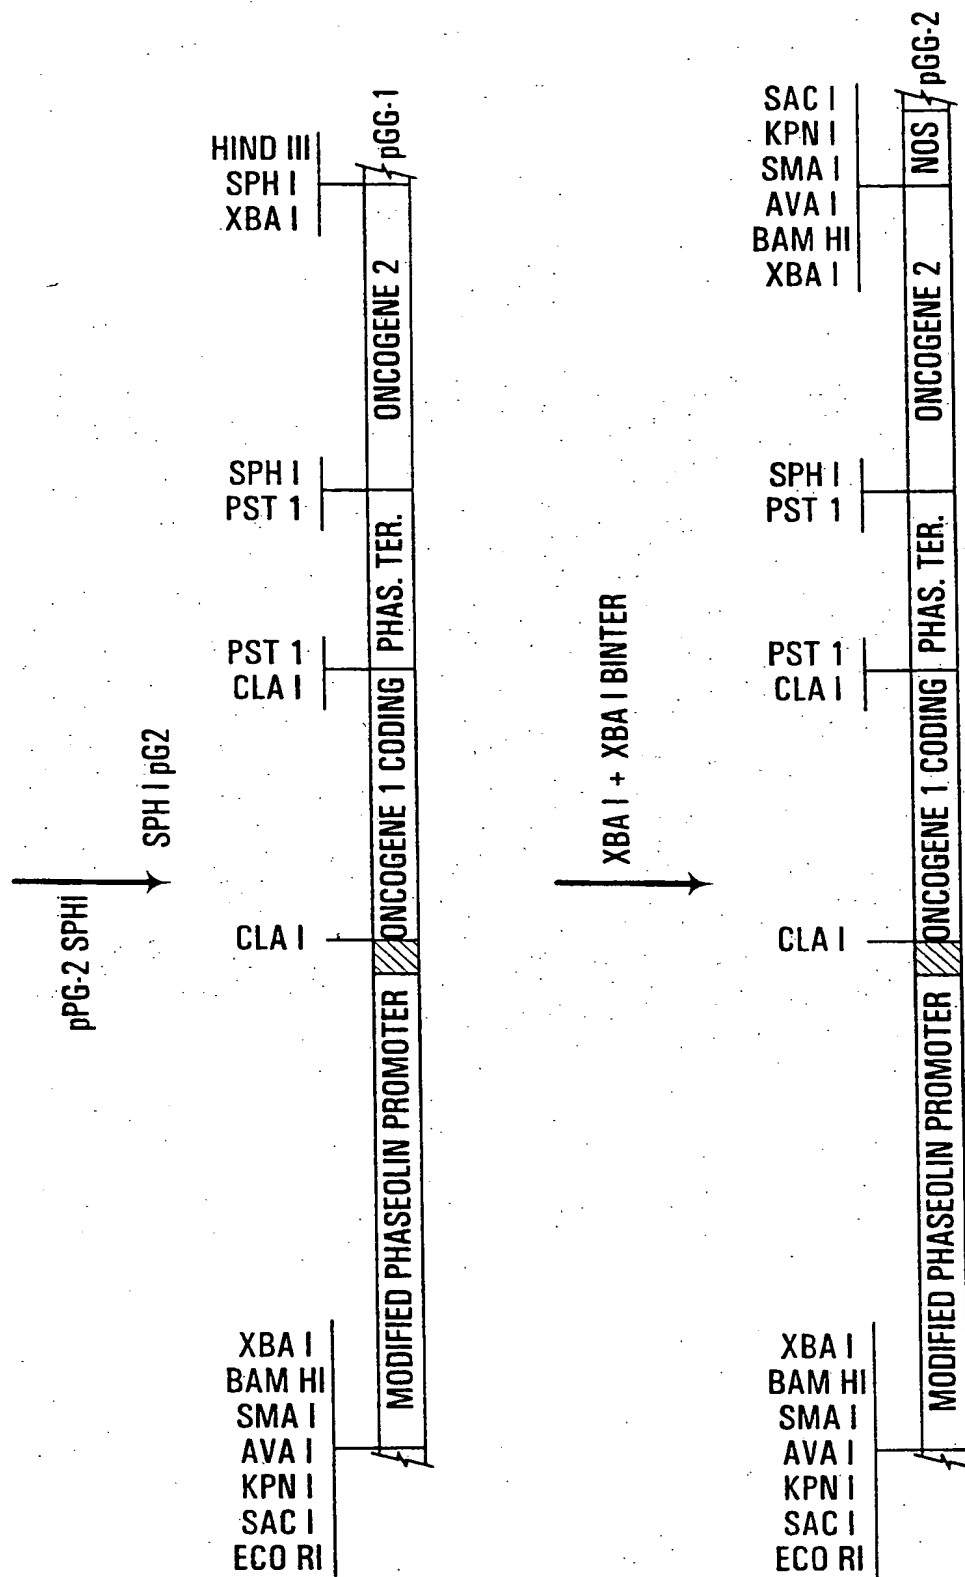 pPG-2 SPHI
SPH I pG2
XBA I
BAM HI
SMA I
AVA I
KPN I
SAC I
ECO RI
CLA I
PST 1
CLA I
SPH I
PST 1
HIND III
SPH I
XBA I
MODIFIED PHASEOLIN PROMOTER
ONCOGENE 1 CODING
PHAS. TER.
ONCOGENE 2
pGG-1
XBA I + XBA I BINTER
XBA I
BAM HI
SMA I
AVA I
KPN I
SAC I
ECO RI
CLA I
PST 1
CLA I
SPH I
PST 1
SAC I
KPN I
SMA I
AVA I
BAM HI
XBA I
MODIFIED PHASEOLIN PROMOTER
ONCOGENE 1 CODING
PHAS. TER.
ONCOGENE 2
NOS
pGG-2